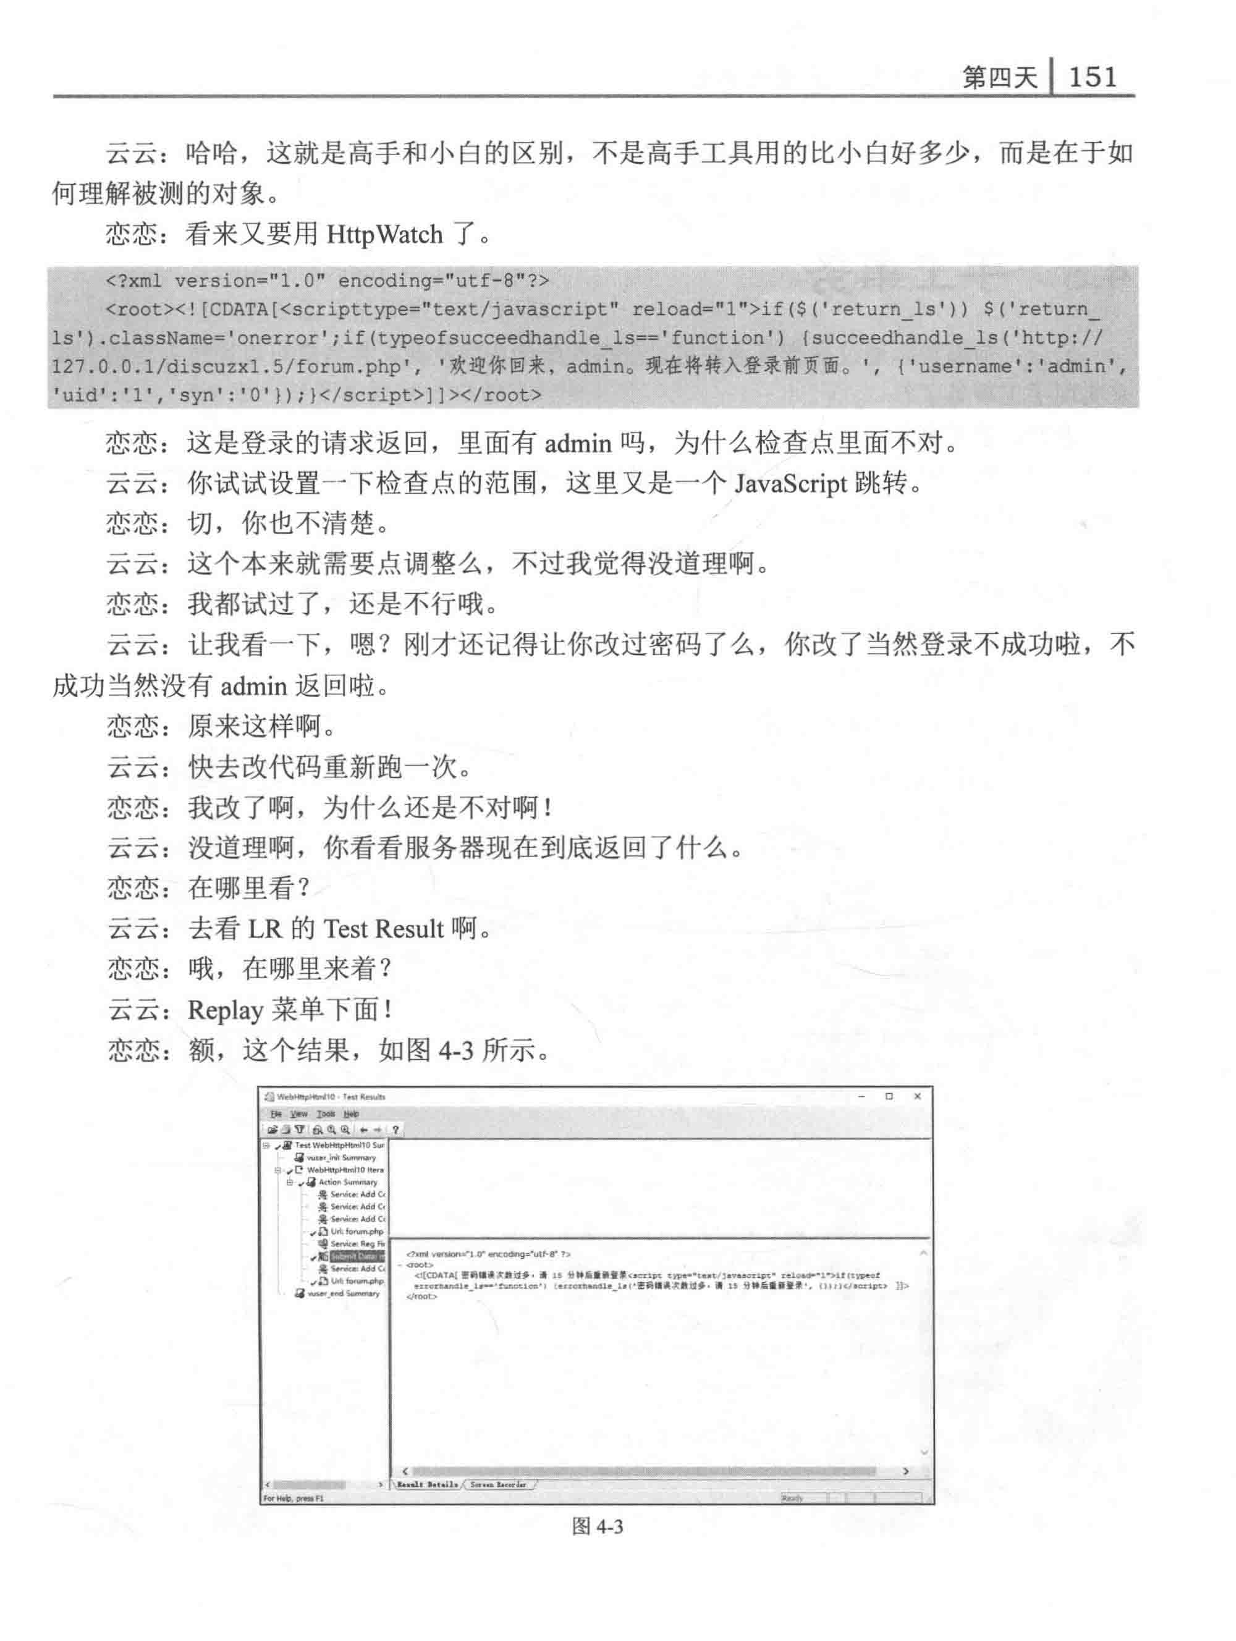 第四天 151
云云：哈哈，这就是高手和小白的区别，不是高手工具用的比小白好多少，而是在于如
何理解被测的对象。
恋恋：看来又要用 HttpWatch 了。
<?xml version="1.0" encoding="utf-8"?>
<root><![CDATA[<scripttype="text/javascript" reload="1">if($('return_ls')) $('return_
ls').className='onerror';if(typeofsucceedhandle_ls=='function') {succeedhandle_ls('http://
127.0.0.1/discuzx1.5/forum.php', '欢迎你回来，admin。现在将转入登录前页面。', {'username':'admin',
'uid':'1','syn':'0'});}</script>]]></root>
恋恋：这是登录的请求返回，里面有 admin 吗，为什么检查点里面不对。
云云：你试试设置一下检查点的范围，这里又是一个 JavaScript 跳转。
恋恋：切，你也不清楚。
云云：这个本来就需要点调整么，不过我觉得没道理啊。
恋恋：我都试过了，还是不行哦。
云云：让我看一下，嗯？刚才还记得让你改过密码了么，你改了当然登录不成功啦，不
成功当然没有 admin 返回啦。
恋恋：原来这样啊。
云云：快去改代码重新跑一次。
恋恋：我改了啊，为什么还是不对啊！
云云：没道理啊，你看看服务器现在到底返回了什么。
恋恋：在哪里看？
云云：去看 LR 的 Test Result 啊。
恋恋：哦，在哪里来着？
云云：Replay 菜单下面！
恋恋：额，这个结果，如图 4-3 所示。
WebHttpHtml10 - Test Results
File View Tools Help
Test WebHttpHtml10 Sur
vuser_init Summary
WebHttpHtml10 Itera
Action Summary
Service: Add Co
Service: Add Co
Service: Add Co
Url: forum.php
Service: Reg Fi
Submit Data: m
Service: Add Co
Url: forum.php
vuser_end Summary
<?xml version="1.0" encoding="utf-8" ?>
- <root>
<![CDATA[ 密码错误次数过多，请 15 分钟后重新登录<script type="text/javascript" reload="1">if(typeof
errorhandle_ls=='function') {errorhandle_ls('密码错误次数过多，请 15 分钟后重新登录', {});}</script> ]]>
</root>
Result Details Screen Recorder
For Help, press F1 Ready
图 4-3